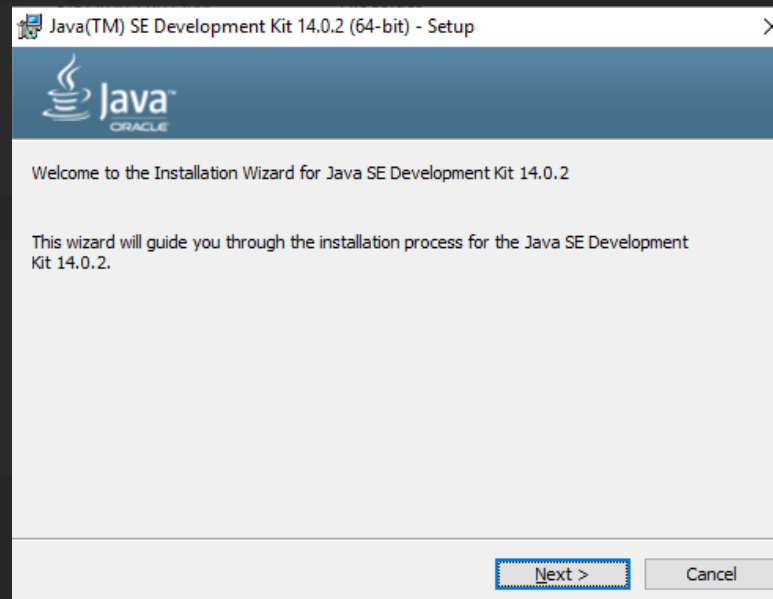 Java(TM) SE Development Kit 14.0.2 (64-bit) - Setup
Java™
ORACLE
Welcome to the Installation Wizard for Java SE Development Kit 14.0.2
This wizard will guide you through the installation process for the Java SE Development
Kit 14.0.2.
Next >
Cancel